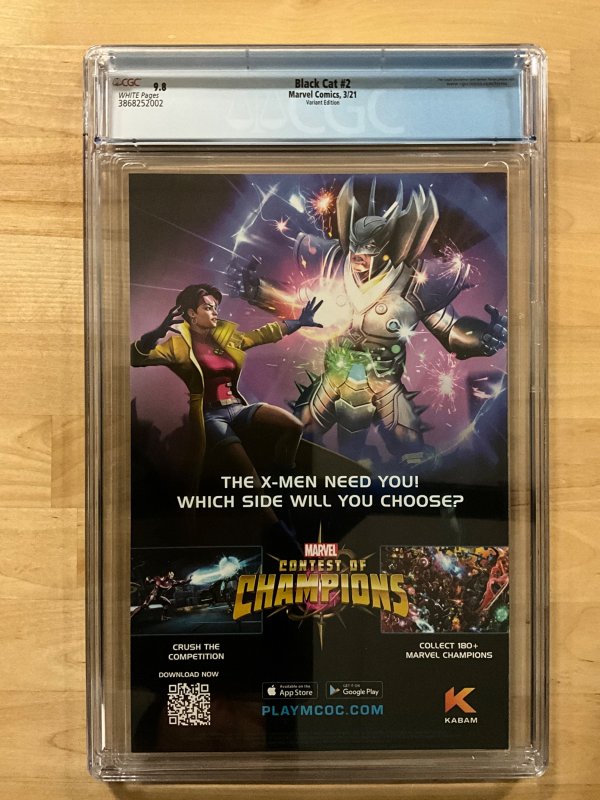 CGC
9.8
WHITE Pages
3868252002
Black Cat #2
Marvel Comics, 3/21
Variant Edition
CGC
THE X-MEN NEED YOU!
WHICH SIDE WILL YOU CHOOSE?
MARVEL
CONTEST OF
CHAMPIONS
CRUSH THE
COMPETITION
COLLECT 180+
MARVEL CHAMPIONS
DOWNLOAD NOW
Available on the
App Store
GET IT ON
Google Play
PLAYMCOC.COM
KABAM